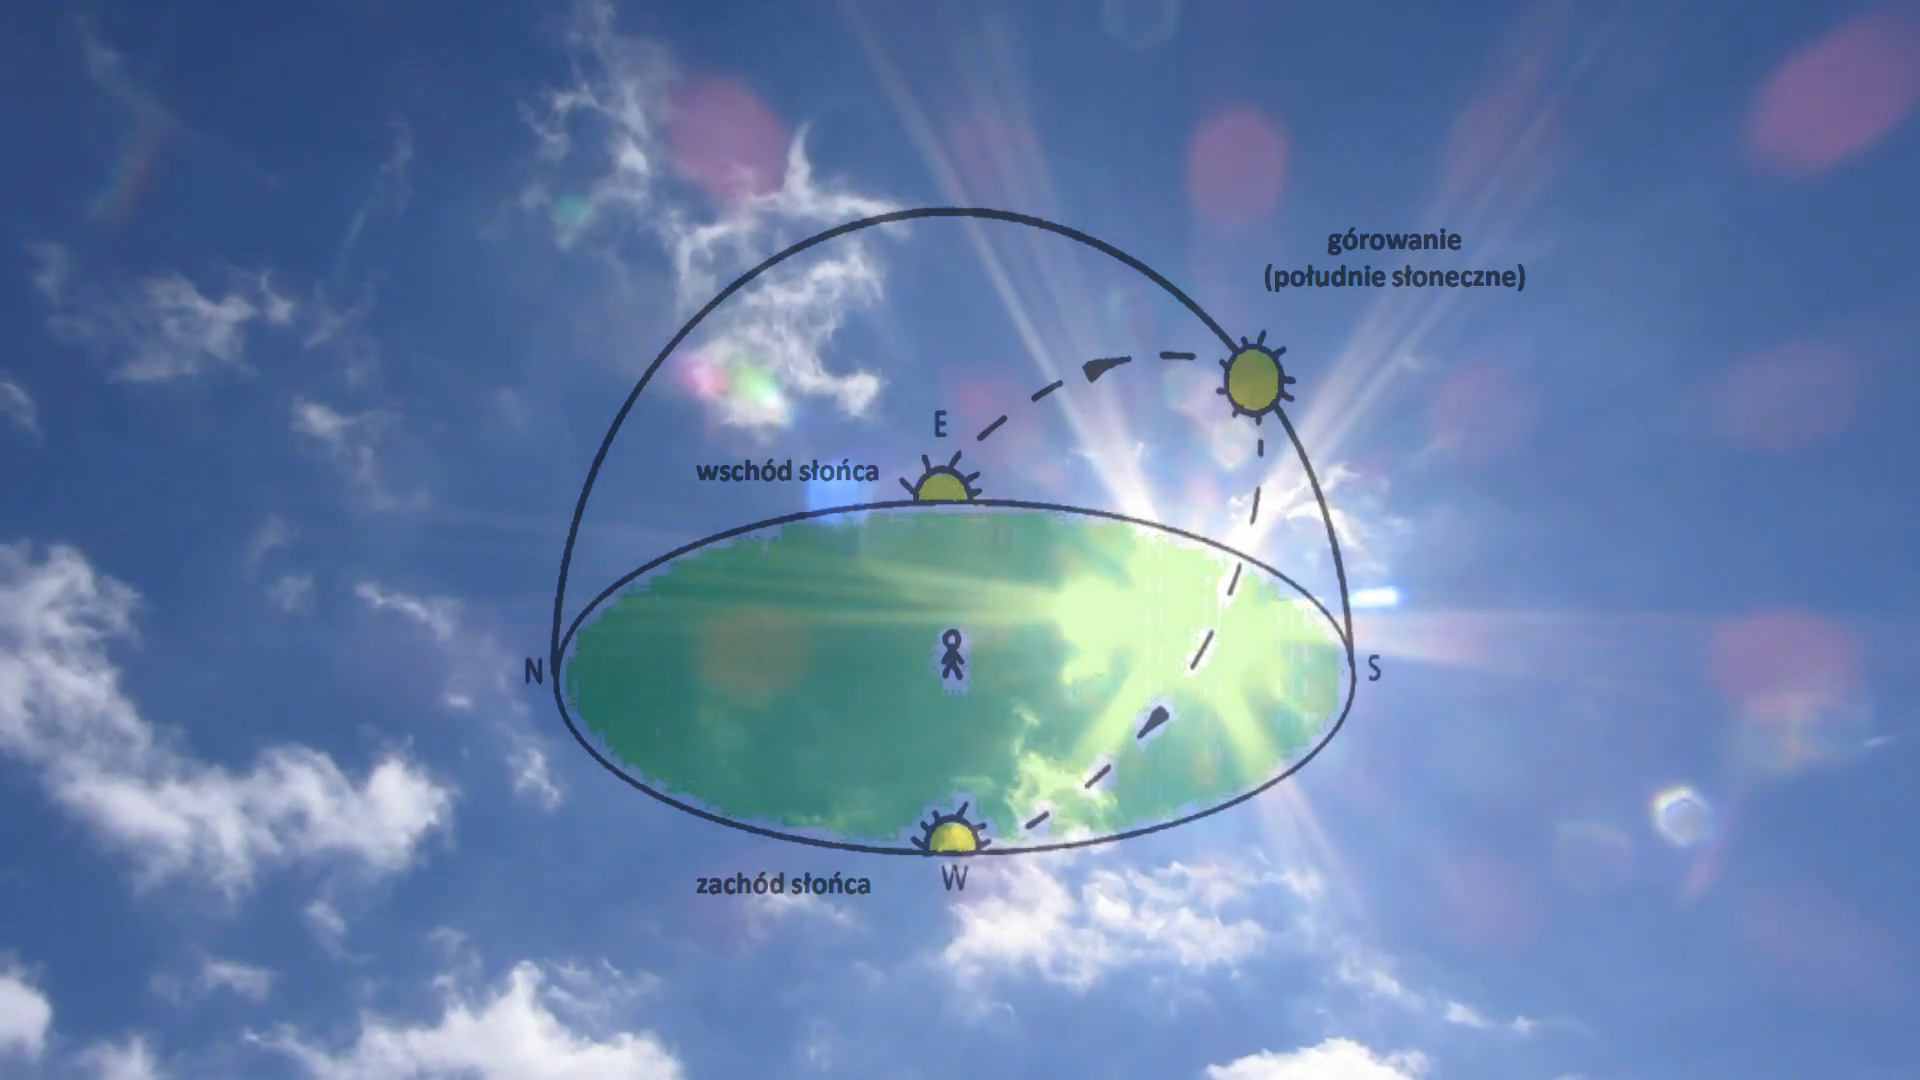 górowanie
(południe słoneczne)
E
wschód słońca
N
S
W
zachód słońca